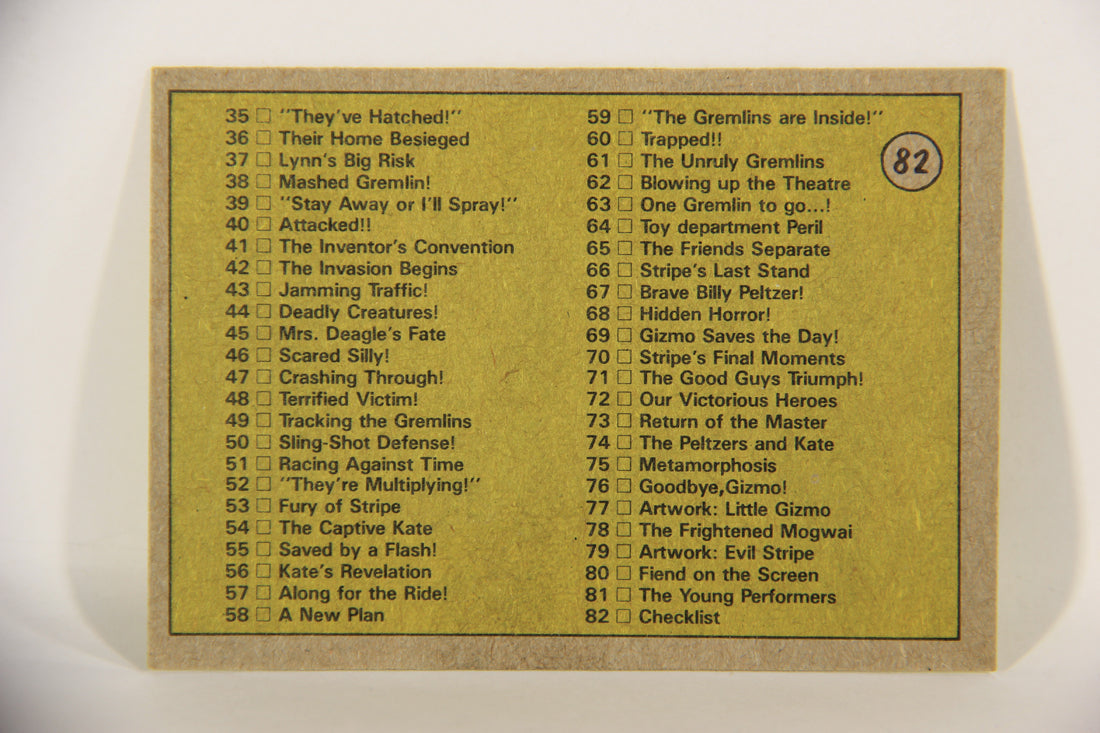 35 ☐ "They've Hatched!"
36 ☐ Their Home Besieged
37 ☐ Lynn's Big Risk
38 ☐ Mashed Gremlin!
39 ☐ "Stay Away or I'll Spray!"
40 ☐ Attacked!!
41 ☐ The Inventor's Convention
42 ☐ The Invasion Begins
43 ☐ Jamming Traffic!
44 ☐ Deadly Creatures!
45 ☐ Mrs. Deagle's Fate
46 ☐ Scared Silly!
47 ☐ Crashing Through!
48 ☐ Terrified Victim!
49 ☐ Tracking the Gremlins
50 ☐ Sling-Shot Defense!
51 ☐ Racing Against Time
52 ☐ "They're Multiplying!"
53 ☐ Fury of Stripe
54 ☐ The Captive Kate
55 ☐ Saved by a Flash!
56 ☐ Kate's Revelation
57 ☐ Along for the Ride!
58 ☐ A New Plan
59 ☐ "The Gremlins are Inside!"
60 ☐ Trapped!!
61 ☐ The Unruly Gremlins
62 ☐ Blowing up the Theatre
63 ☐ One Gremlin to go...!
64 ☐ Toy department Peril
65 ☐ The Friends Separate
66 ☐ Stripe's Last Stand
67 ☐ Brave Billy Peltzer!
68 ☐ Hidden Horror!
69 ☐ Gizmo Saves the Day!
70 ☐ Stripe's Final Moments
71 ☐ The Good Guys Triumph!
72 ☐ Our Victorious Heroes
73 ☐ Return of the Master
74 ☐ The Peltzers and Kate
75 ☐ Metamorphosis
76 ☐ Goodbye,Gizmo!
77 ☐ Artwork: Little Gizmo
78 ☐ The Frightened Mogwai
79 ☐ Artwork: Evil Stripe
80 ☐ Fiend on the Screen
81 ☐ The Young Performers
82 ☐ Checklist
82